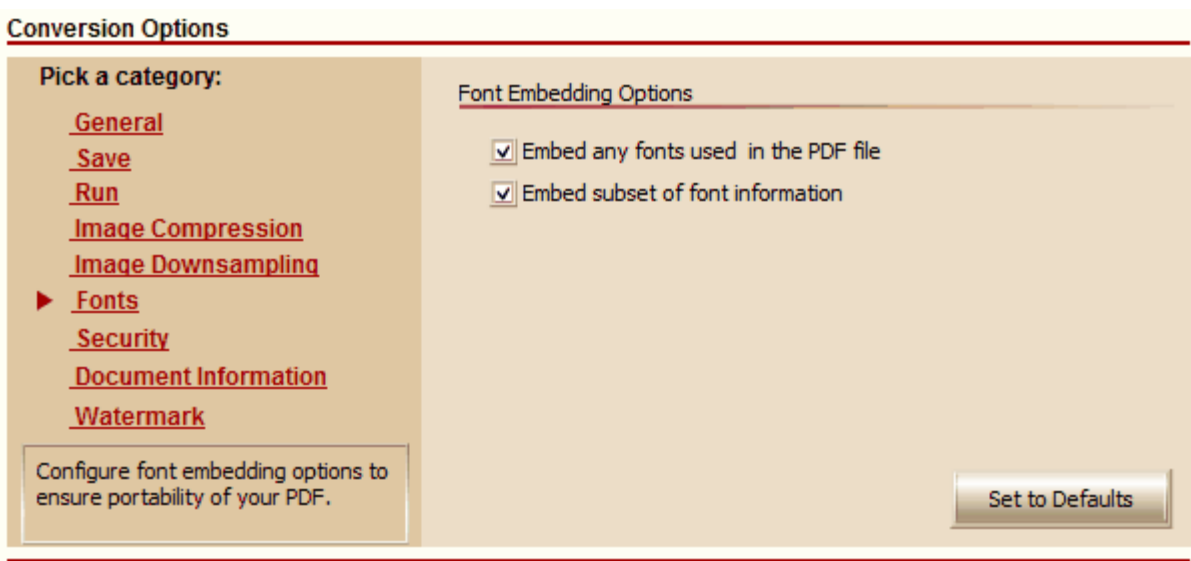 Conversion Options
Pick a category:
General
Save
Run
Image Compression
Image Downsampling
Fonts
Security
Document Information
Watermark
Configure font embedding options to
ensure portability of your PDF.
Font Embedding Options
Embed any fonts used in the PDF file
Embed subset of font information
Set to Defaults